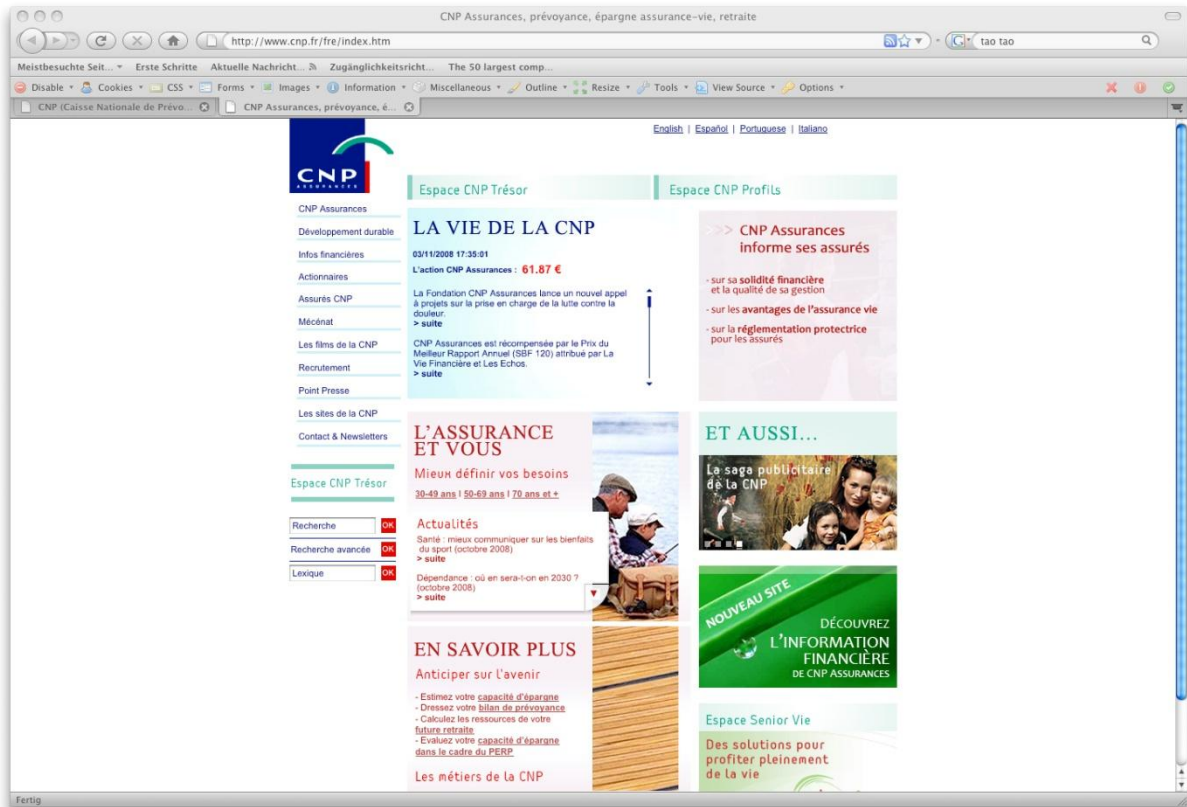 CNP Assurances, prévoyance, épargne assurance-vie, retraite
http://www.cnp.fr/fre/index.htm
tao tao
Meistbesuchte Seit... Erste Schritte Aktuelle Nachricht... Zugänglichkeitsricht... The 50 largest comp...
Disable Cookies CSS Forms Images Information Miscellaneous Outline Resize Tools View Source Options
CNP (Caisse Nationale de Prévo... CNP Assurances, prévoyance, é...
English | Español | Portuguese | Italiano
CNP
ASSURANCES
Espace CNP Trésor
Espace CNP Profils
CNP Assurances
Développement durable
Infos financières
Actionnaires
Assurés CNP
Mécénat
Les films de la CNP
Recrutement
Point Presse
Les sites de la CNP
Contact & Newsletters
Espace CNP Trésor
Recherche OK
Recherche avancée OK
Lexique OK
LA VIE DE LA CNP
03/11/2008 17:35:01
L'action CNP Assurances : 61.87 €
La Fondation CNP Assurances lance un nouvel appel
à projets sur la prise en charge de la lutte contre la
douleur.
> suite
CNP Assurances est récompensée par le Prix du
Meilleur Rapport Annuel (SBF 120) attribué par La
Vie Financière et Les Echos.
> suite
>>> CNP Assurances
informe ses assurés
- sur sa solidité financière
et la qualité de sa gestion
- sur les avantages de l'assurance vie
- sur la réglementation protectrice
pour les assurés
L'ASSURANCE
ET VOUS
Mieux définir vos besoins
30-49 ans I 50-69 ans I 70 ans et +
Actualités
Santé : mieux communiquer sur les bienfaits
du sport (octobre 2008)
> suite
Dépendance : où en sera-t-on en 2030 ?
(octobre 2008)
> suite
ET AUSSI...
La saga publicitaire
de la CNP
NOUVEAU SITE
DÉCOUVREZ
L'INFORMATION
FINANCIÈRE
DE CNP ASSURANCES
EN SAVOIR PLUS
Anticiper sur l'avenir
- Estimez votre capacité d'épargne
- Dressez votre bilan de prévoyance
- Calculez les ressources de votre
future retraite
- Evaluez votre capacité d'épargne
dans le cadre du PERP
Les métiers de la CNP
Espace Senior Vie
Des solutions pour
profiter pleinement
de la vie
Fertig